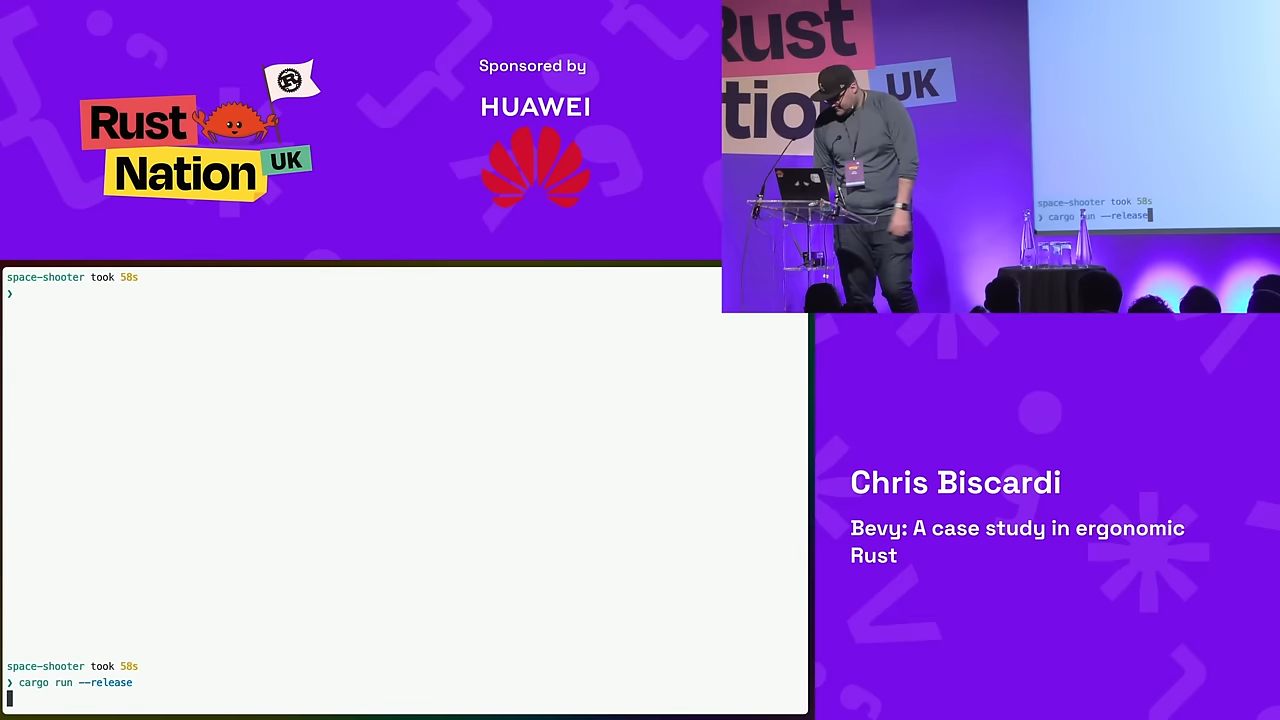 Rust
Nation
UK
Sponsored by
HUAWEI
Rust
tio
UK
space-shooter took 58s
❯ cargo run --release
space-shooter took 58s
❯
space-shooter took 58s
❯ cargo run --release
Chris Biscardi
Bevy: A case study in ergonomic
Rust